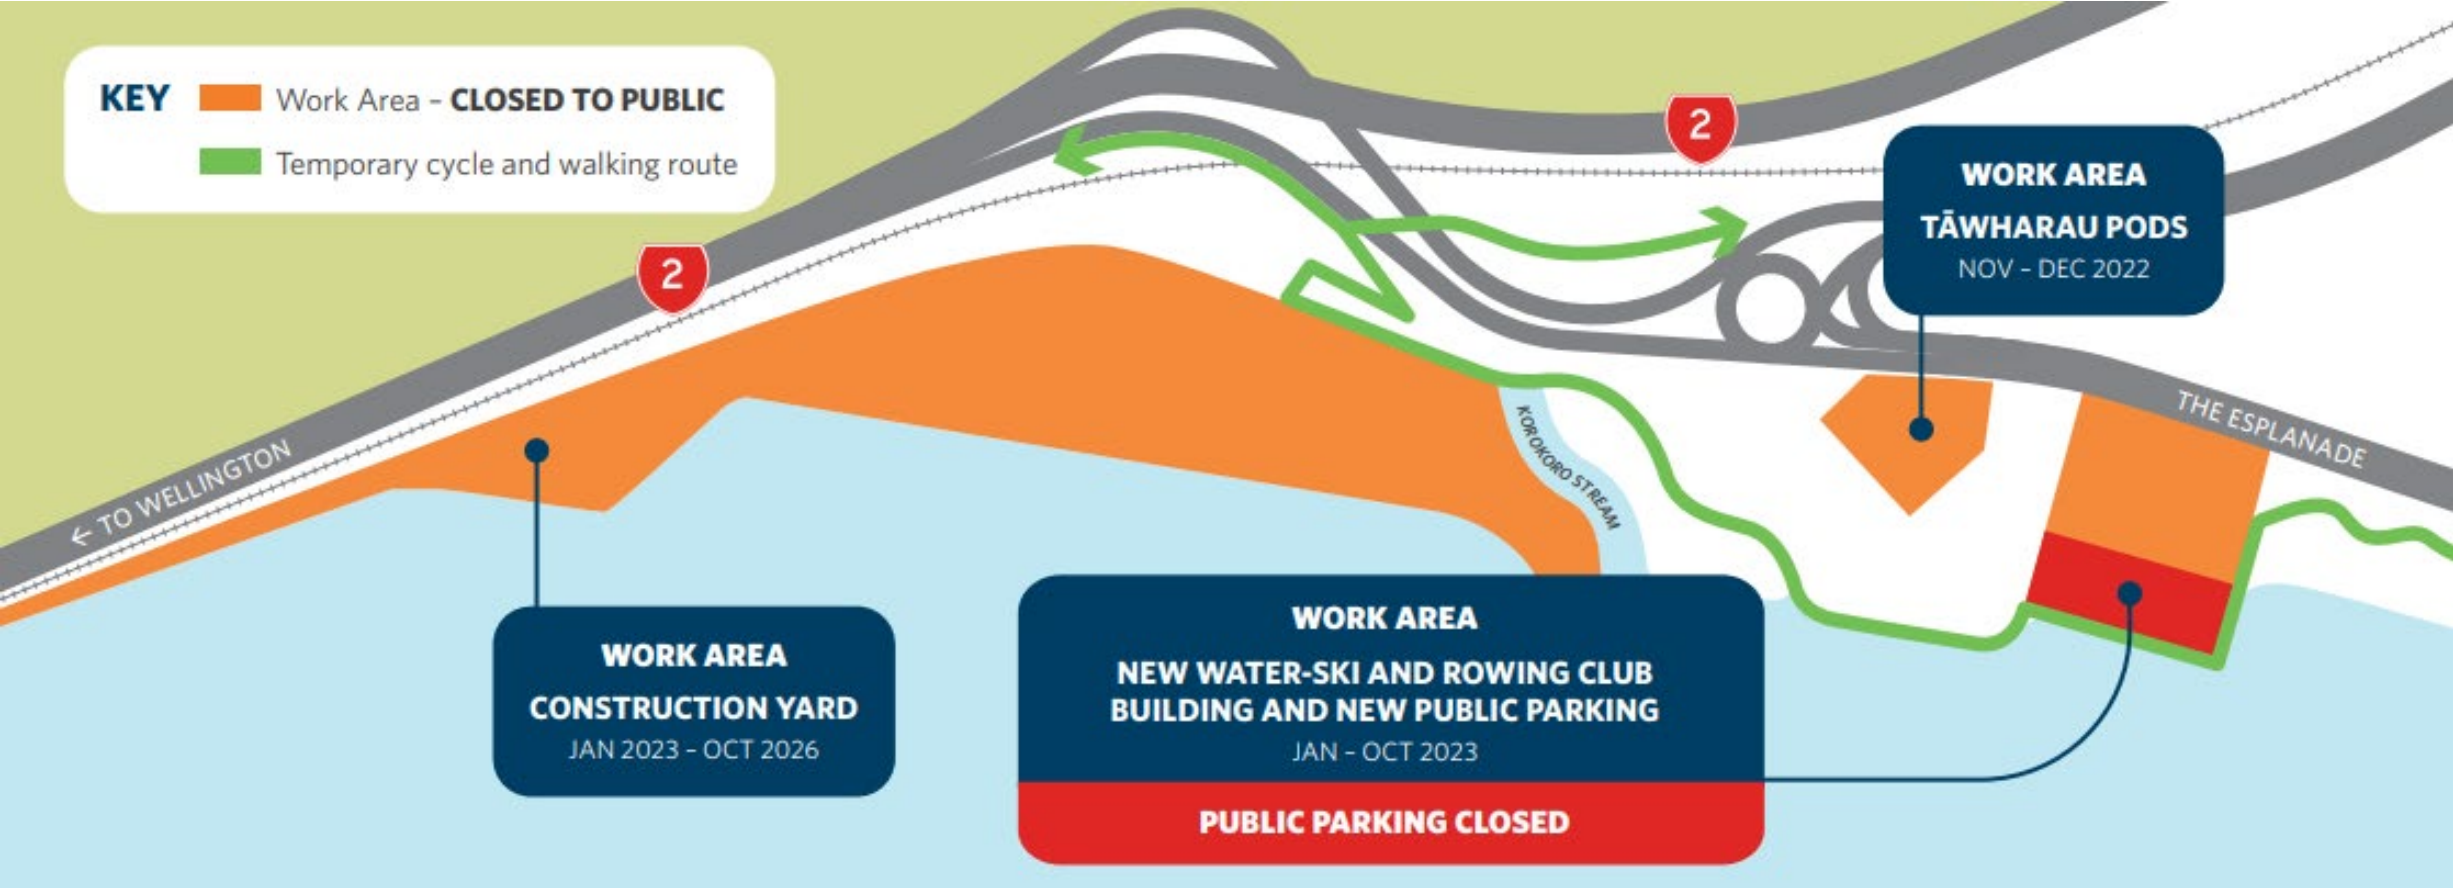 KEY
Work Area – CLOSED TO PUBLIC
Temporary cycle and walking route
2
2
WORK AREA
TĀWHARAU PODS
NOV – DEC 2022
THE ESPLANADE
← TO WELLINGTON
KOROKORO STREAM
WORK AREA
CONSTRUCTION YARD
JAN 2023 – OCT 2026
WORK AREA
NEW WATER-SKI AND ROWING CLUB
BUILDING AND NEW PUBLIC PARKING
JAN – OCT 2023
PUBLIC PARKING CLOSED